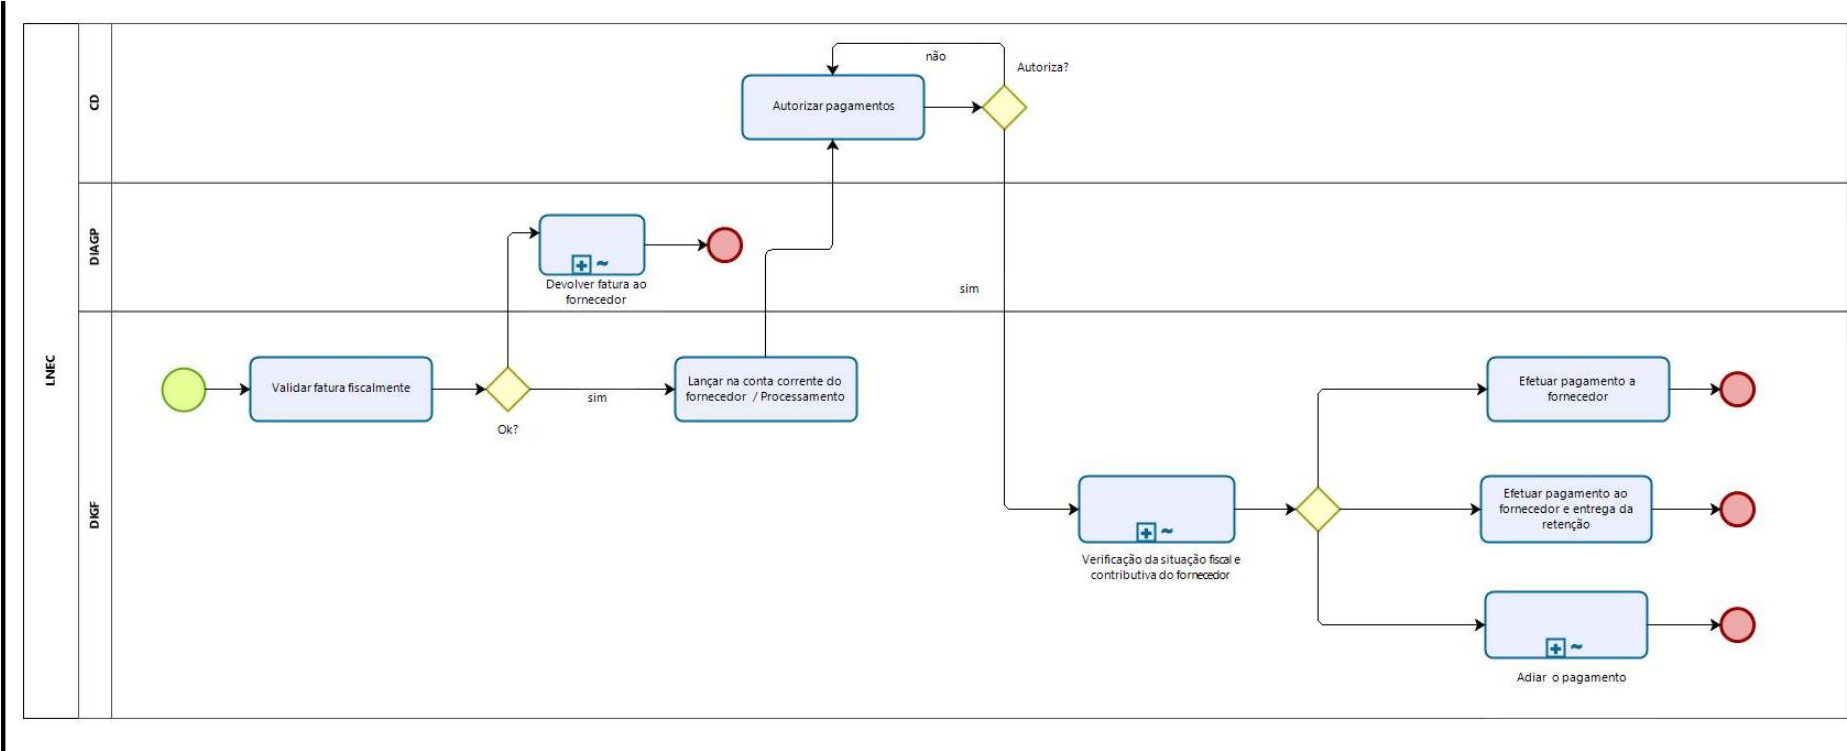 LNEC
CD
não
Autoriza?
Autorizar pagamentos
DIAGP
Devolver fatura ao
fornecedor
sim
DIGF
Validar fatura fiscalmente
Ok?
sim
Lançar na conta corrente do
fornecedor / Processamento
Verificação da situação fiscal e
contributiva do fornecedor
Efetuar pagamento a
fornecedor
Efetuar pagamento ao
fornecedor e entrega da
retenção
Adiar o pagamento